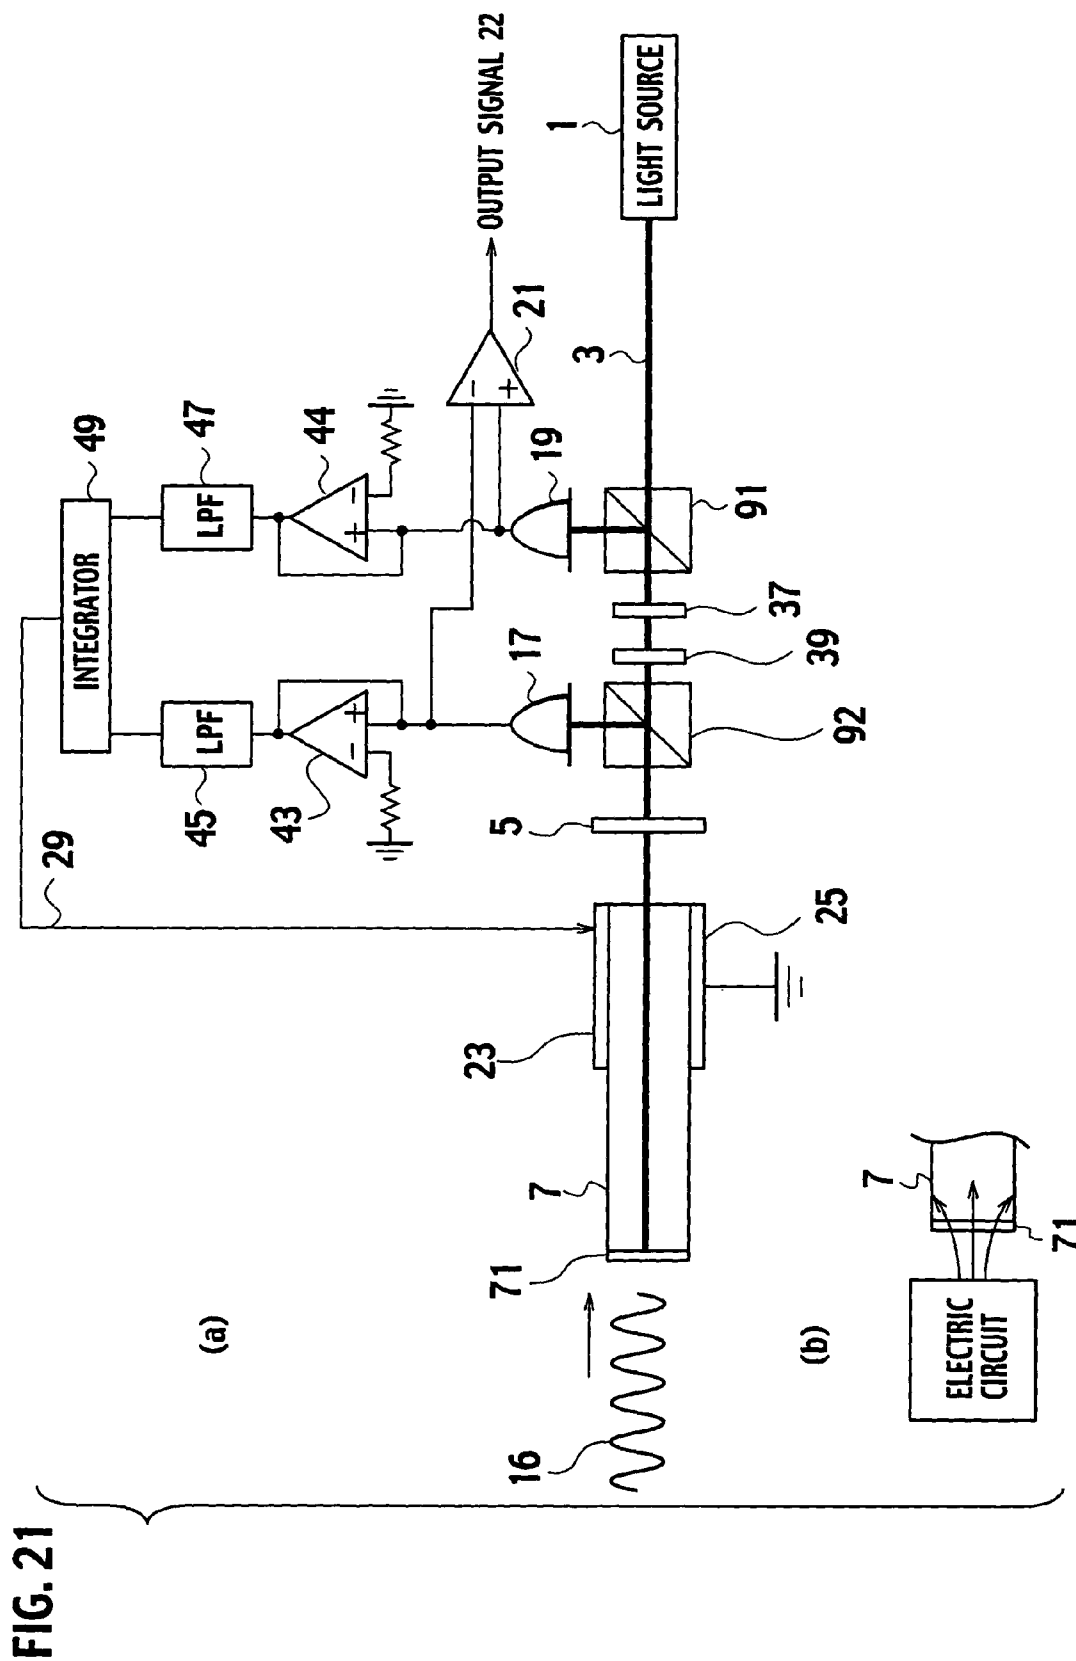 FIG. 21
(a)
49
INTEGRATOR
29
45
LPF
47
LPF
43
+
−
44
+
−
OUTPUT SIGNAL 22
21
−
+
17
19
1
LIGHT SOURCE
3
5
92
39
37
91
23
25
7
71
16
(b)
ELECTRIC
CIRCUIT
7
71